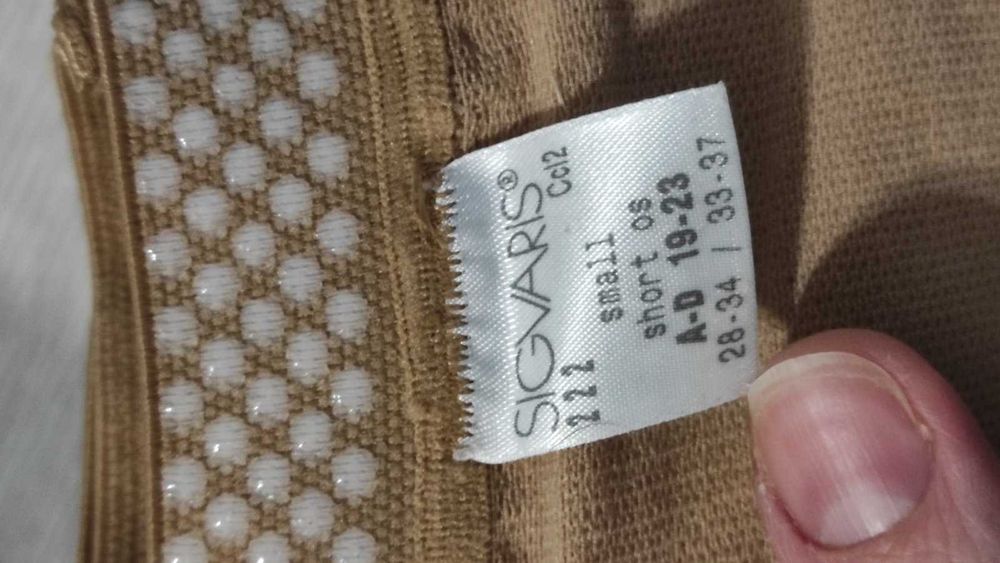 SIGVARIS®
222 Ccl2
small
short os
A-D 19-23
28-34 / 33-37